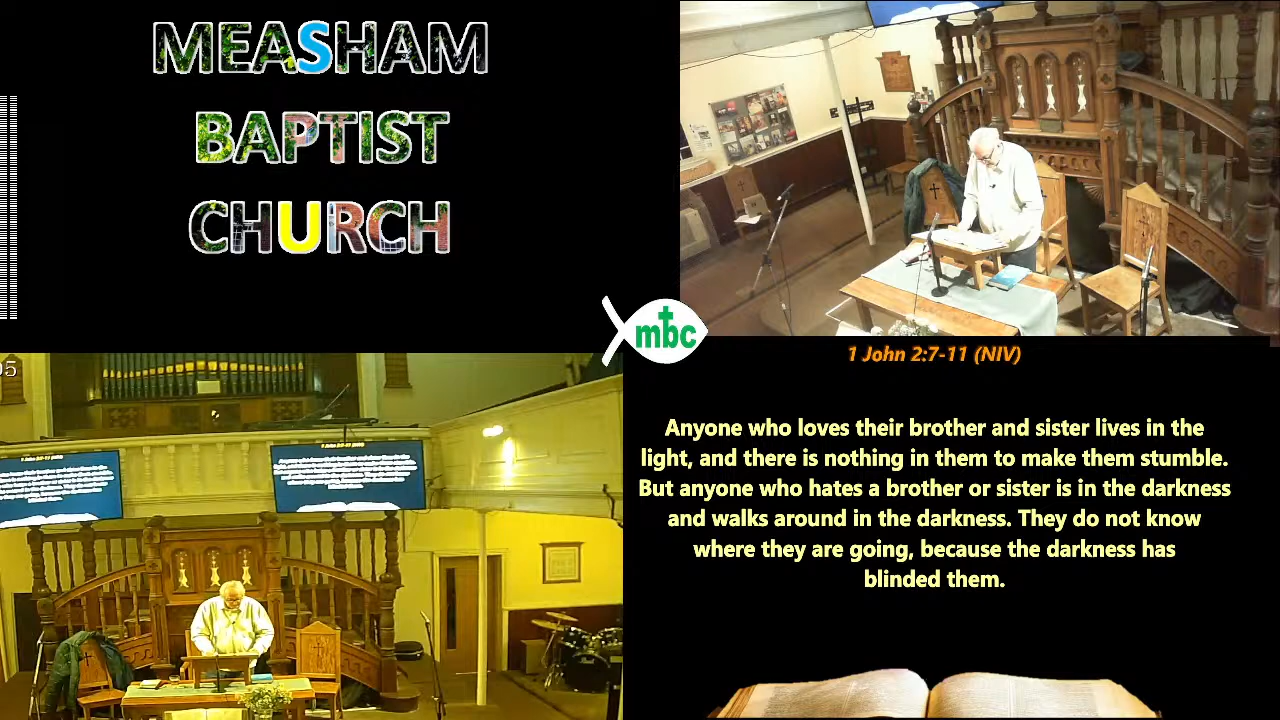 MEASHAM
BAPTIST
CHURCH
mbc
05
1 John 2:7-11 (NIV)
Anyone who loves their brother and sister lives in the
light, and there is nothing in them to make them stumble.
But anyone who hates a brother or sister is in the darkness
and walks around in the darkness. They do not know
where they are going, because the darkness has
blinded them.